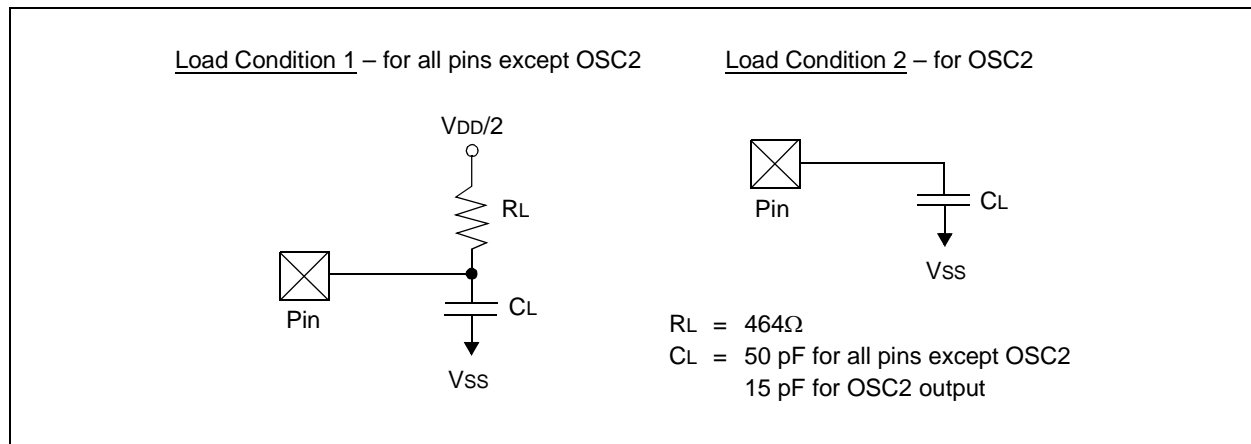 Load Condition 1 – for all pins except OSC2
Load Condition 2 – for OSC2
VDD/2
RL
Pin
CL
VSS
Pin
CL
VSS
RL = 464Ω
CL = 50 pF for all pins except OSC2
15 pF for OSC2 output